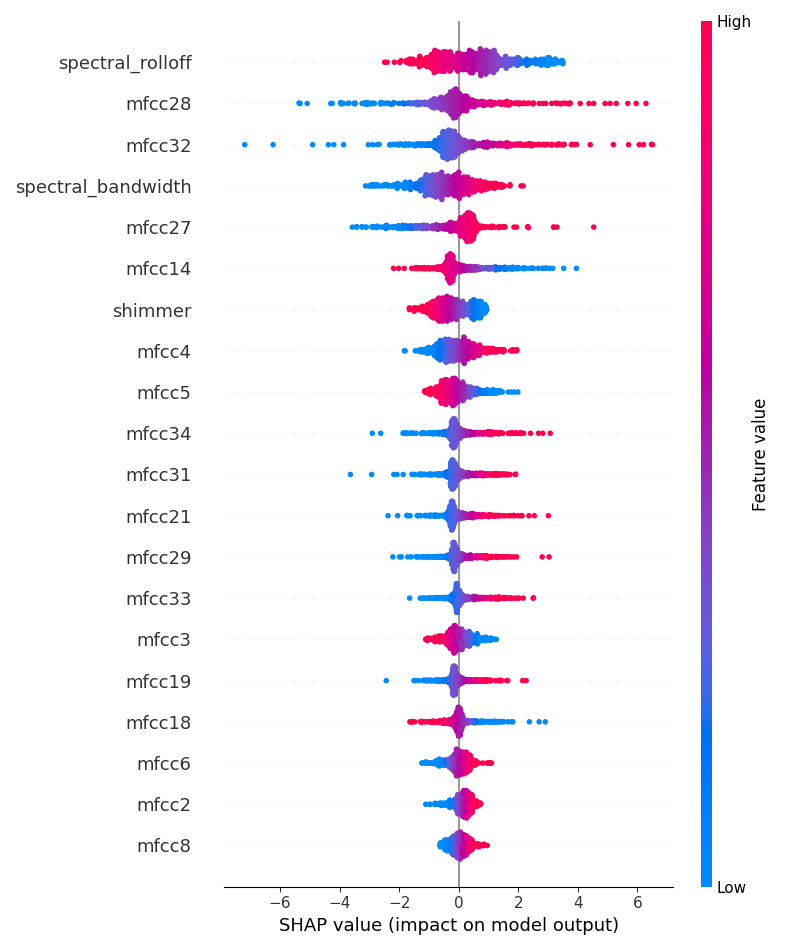 High
spectral_rolloff
mfcc28
mfcc32
spectral_bandwidth
mfcc27
mfcc14
shimmer
mfcc4
mfcc5
mfcc34
mfcc31
mfcc21
mfcc29
mfcc33
mfcc3
mfcc19
mfcc18
mfcc6
mfcc2
mfcc8
Feature value
Low
−6 −4 −2 0 2 4 6
SHAP value (impact on model output)